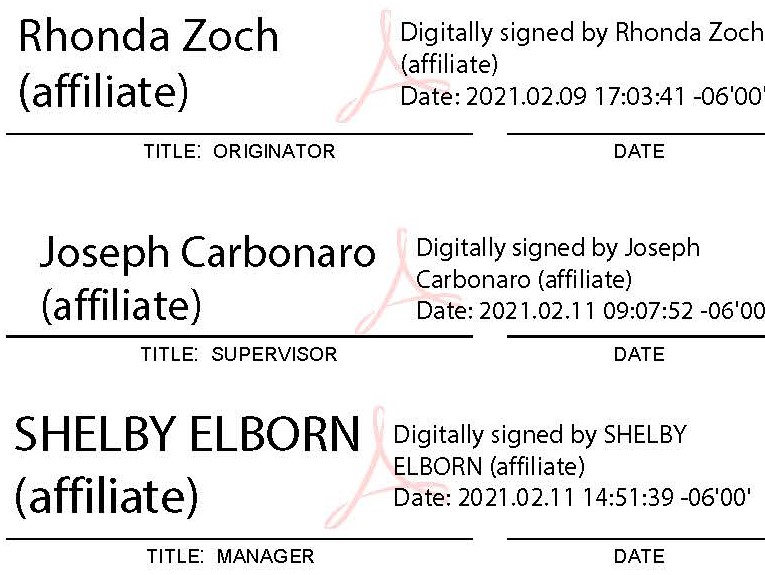 Rhonda Zoch
(affiliate)
Digitally signed by Rhonda Zoch
(affiliate)
Date: 2021.02.09 17:03:41 -06'00'
TITLE: ORIGINATOR
DATE
Joseph Carbonaro
(affiliate)
Digitally signed by Joseph
Carbonaro (affiliate)
Date: 2021.02.11 09:07:52 -06'00
TITLE: SUPERVISOR
DATE
SHELBY ELBORN
(affiliate)
Digitally signed by SHELBY
ELBORN (affiliate)
Date: 2021.02.11 14:51:39 -06'00'
TITLE: MANAGER
DATE